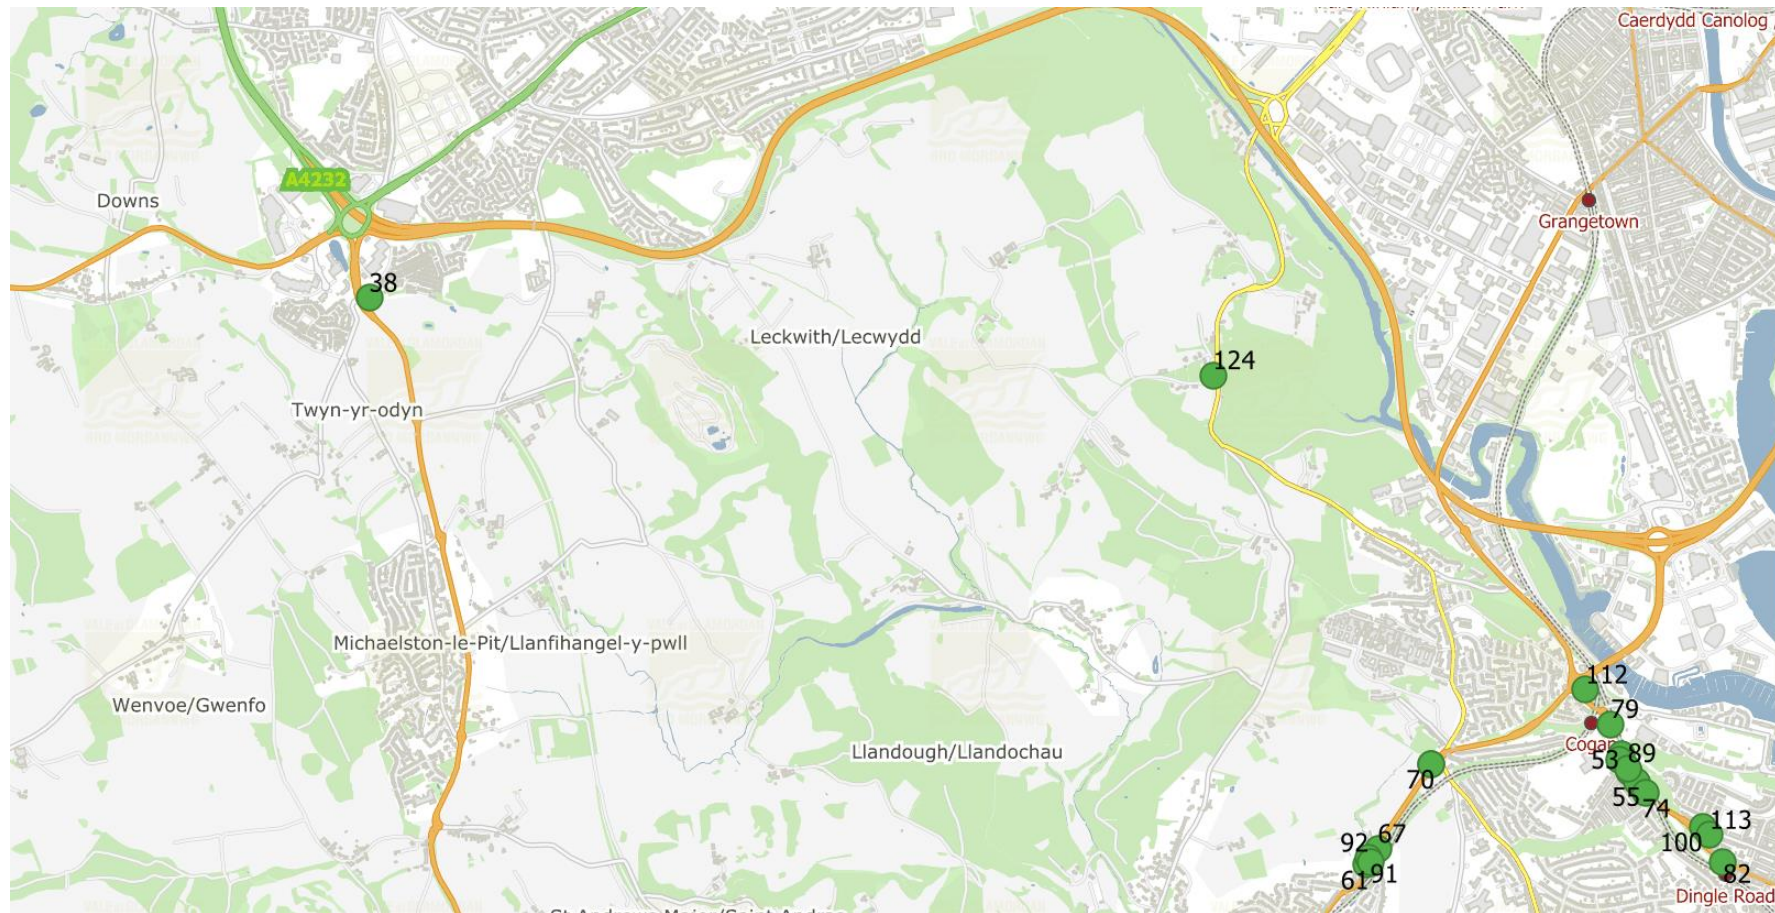 Caerdydd Canolog
A4232
Downs
Grangetown
38
Leckwith/Lecwydd
124
Twyn-yr-odyn
Michaelston-le-Pit/Llanfihangel-y-pwll
112
Wenvoe/Gwenfo
79
Llandough/Llandochau
Cogan
53
89
70
55
74
113
92
67
100
61
91
82
Dingle Road